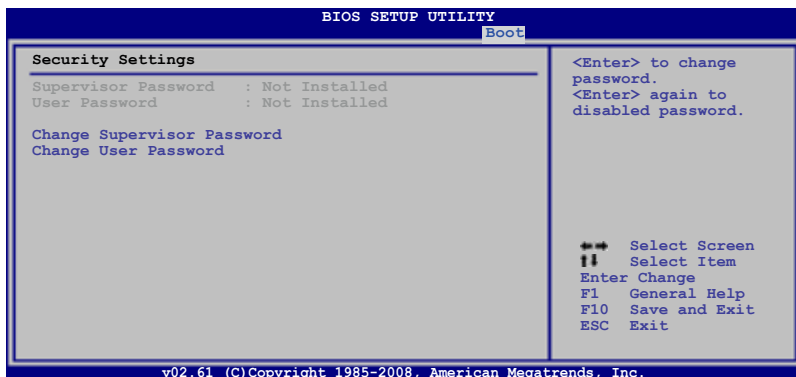 BIOS SETUP UTILITY
Boot
Security Settings
Supervisor Password : Not Installed
User Password : Not Installed
Change Supervisor Password
Change User Password
<Enter> to change
password.
<Enter> again to
disabled password.
←→ Select Screen
↑↓ Select Item
Enter Change
F1 General Help
F10 Save and Exit
ESC Exit
v02.61 (C)Copyright 1985-2008, American Megatrends, Inc.